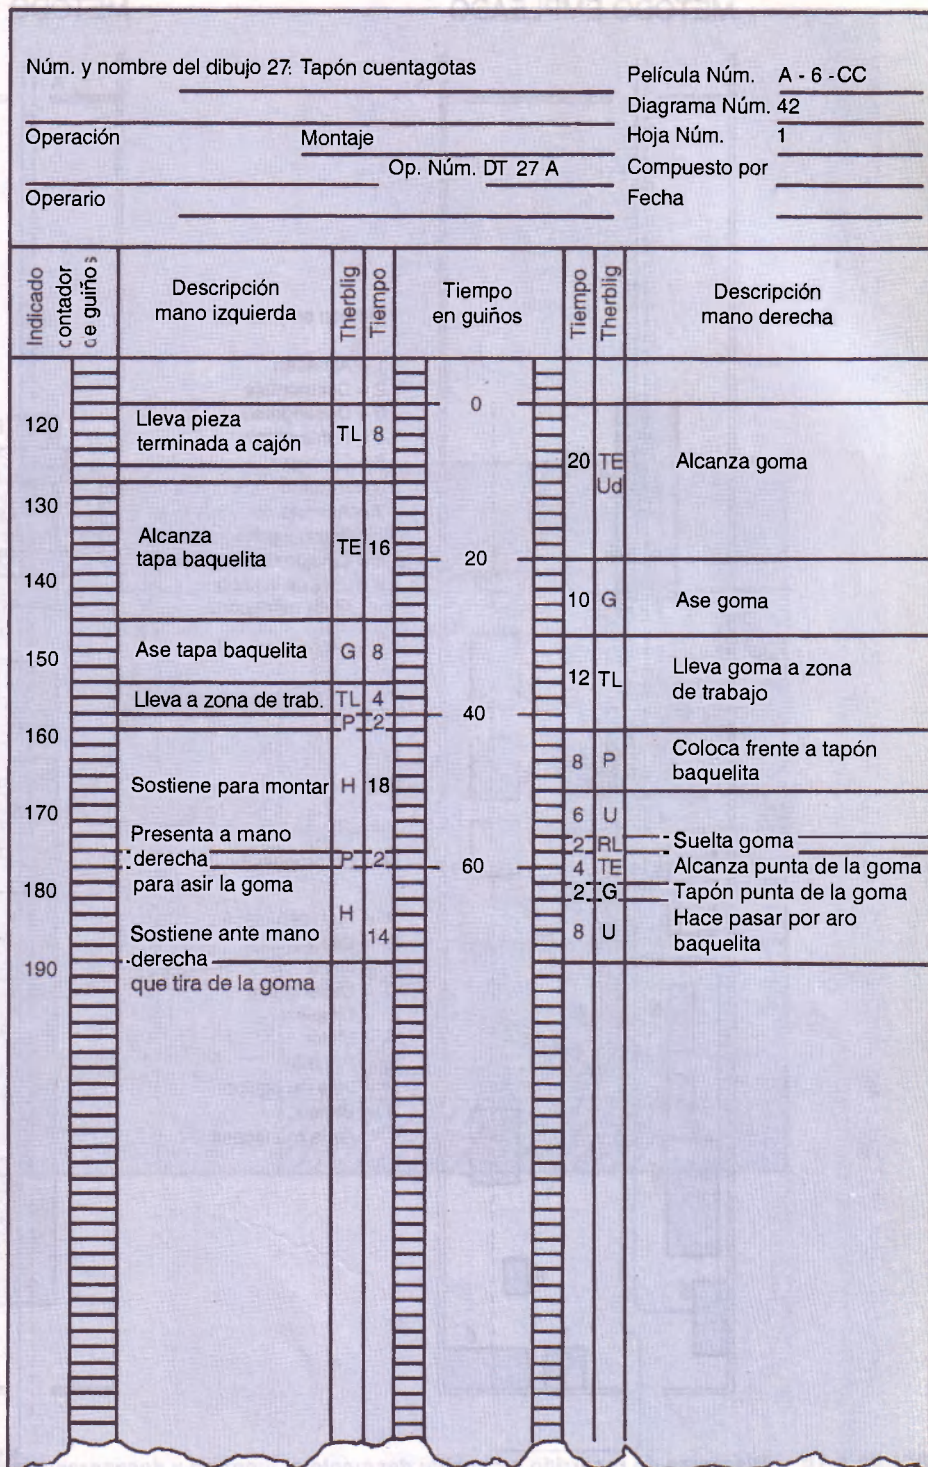 Núm. y nombre del dibujo 27: Tapón cuentagotas
Película Núm. A - 6 -CC
Diagrama Núm. 42
Operación Montaje
Hoja Núm. 1
Op. Núm. DT 27 A
Compuesto por
Operario
Fecha
Indicado
contador
de guiños
Descripción
mano izquierda
Therblig
Tiempo
Tiempo
en guiños
Tiempo
Therblig
Descripción
mano derecha
0
120
Lleva pieza
terminada a cajón
TL 8
20 TE
Ud
Alcanza goma
130
Alcanza
tapa baquelita
TE 16
20
140
10 G Ase goma
150
Ase tapa baquelita G 8
12 TL
Lleva goma a zona
de trabajo
Lleva a zona de trab. TL 4
P 2
40
160
8 P
Coloca frente a tapón
baquelita
Sostiene para montar H 18
170
6 U
Presenta a mano
derecha
para asir la goma
P 2
2 RL Suelta goma
60
4 TE Alcanza punta de la goma
180
2 G Tapón punta de la goma
H
Sostiene ante mano
derecha
que tira de la goma
14
8 U
Hace pasar por aro
baquelita
190